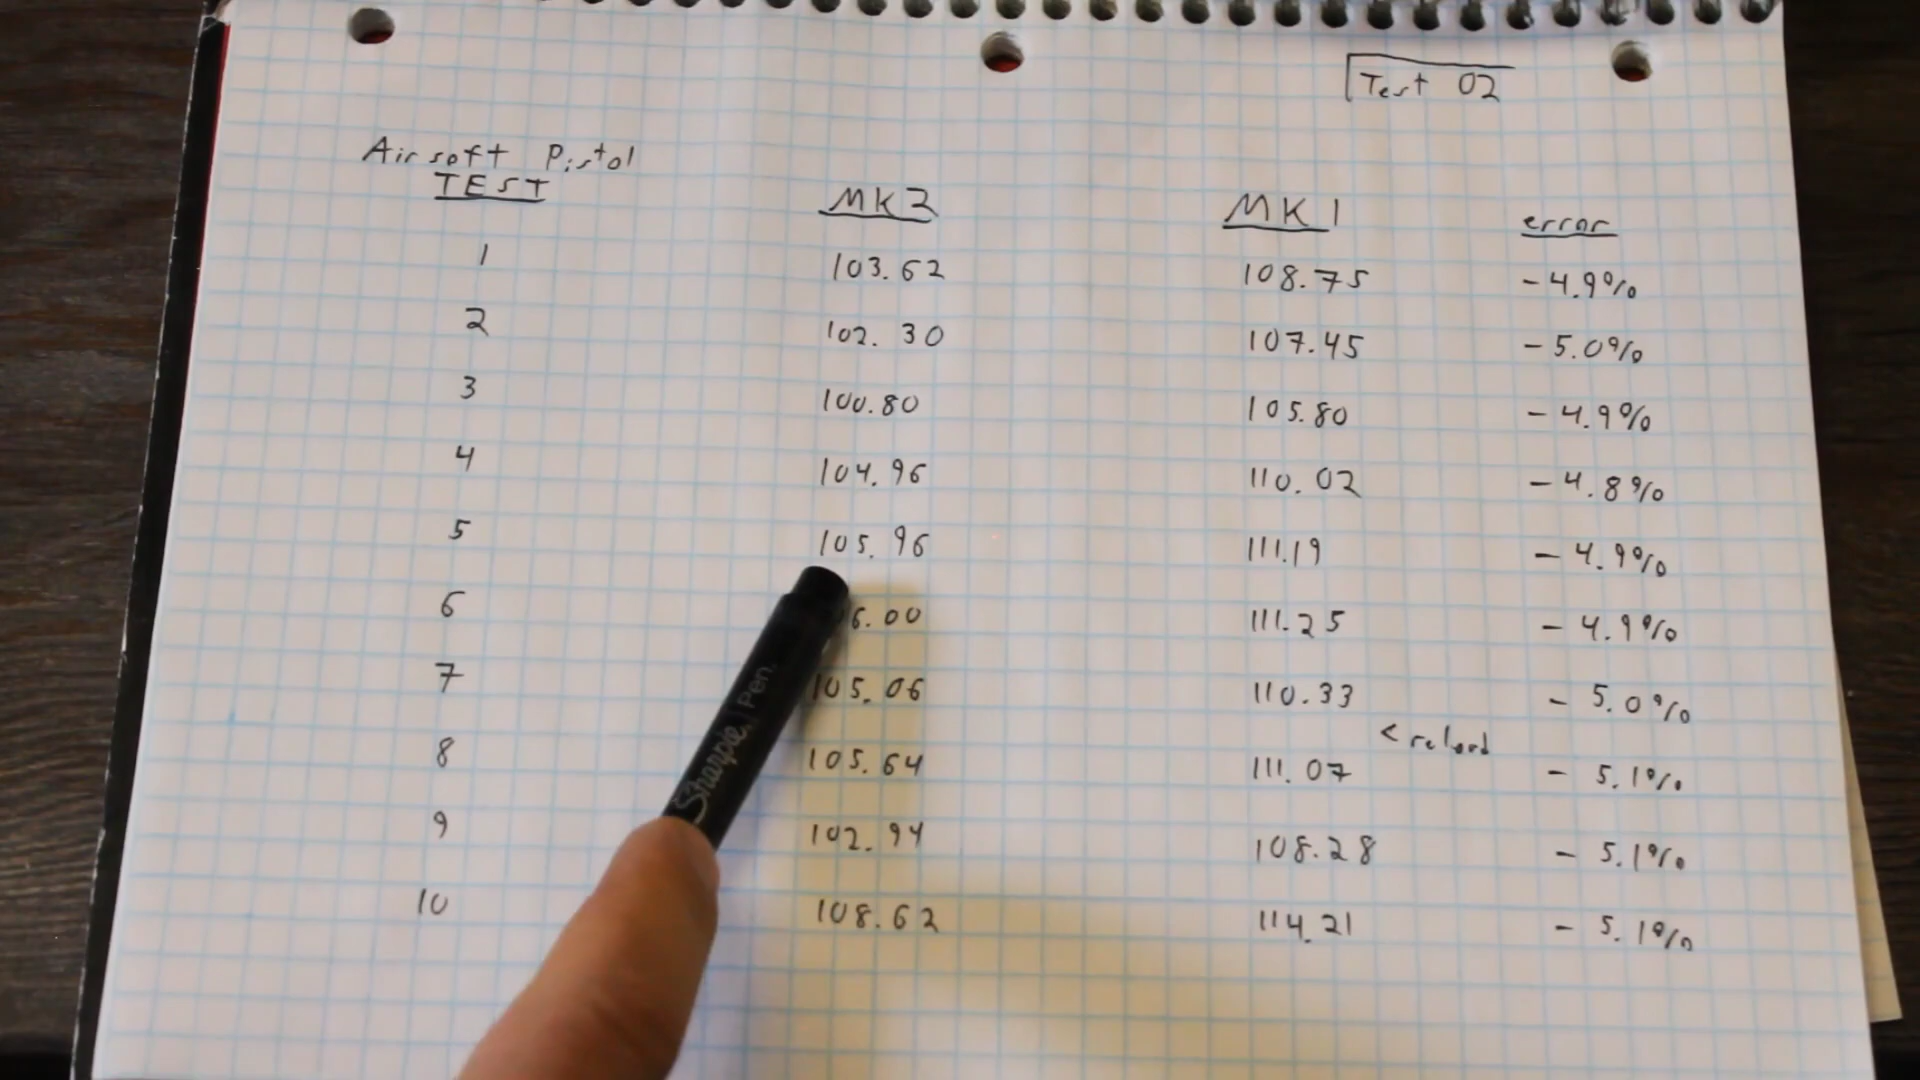 Test 02
Airsoft Pistol
TEST MK2 MK1 error
1 103.62 108.75 -4.9%
2 102.30 107.45 -5.0%
3 100.80 105.80 -4.9%
4 104.96 110.02 -4.8%
5 105.96 111.19 -4.9%
6 6.00 111.25 -4.9%
7 105.06 110.33 -5.0%
< reload
8 105.64 111.07 -5.1%
9 102.94 108.28 -5.1%
10 108.62 114.21 -5.1%
Sharpie Pen